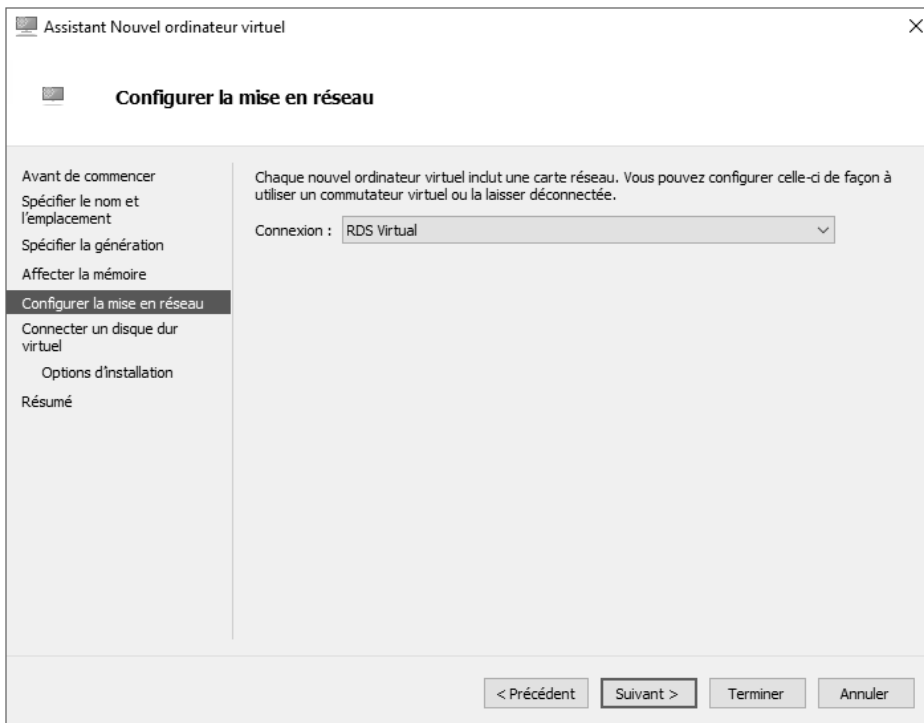 Assistant Nouvel ordinateur virtuel
Configurer la mise en réseau
Avant de commencer
Spécifier le nom et
l'emplacement
Spécifier la génération
Affecter la mémoire
Configurer la mise en réseau
Connecter un disque dur
virtuel
Options d'installation
Résumé
Chaque nouvel ordinateur virtuel inclut une carte réseau. Vous pouvez configurer celle-ci de façon à
utiliser un commutateur virtuel ou la laisser déconnectée.
Connexion : RDS Virtual
< Précédent Suivant > Terminer Annuler